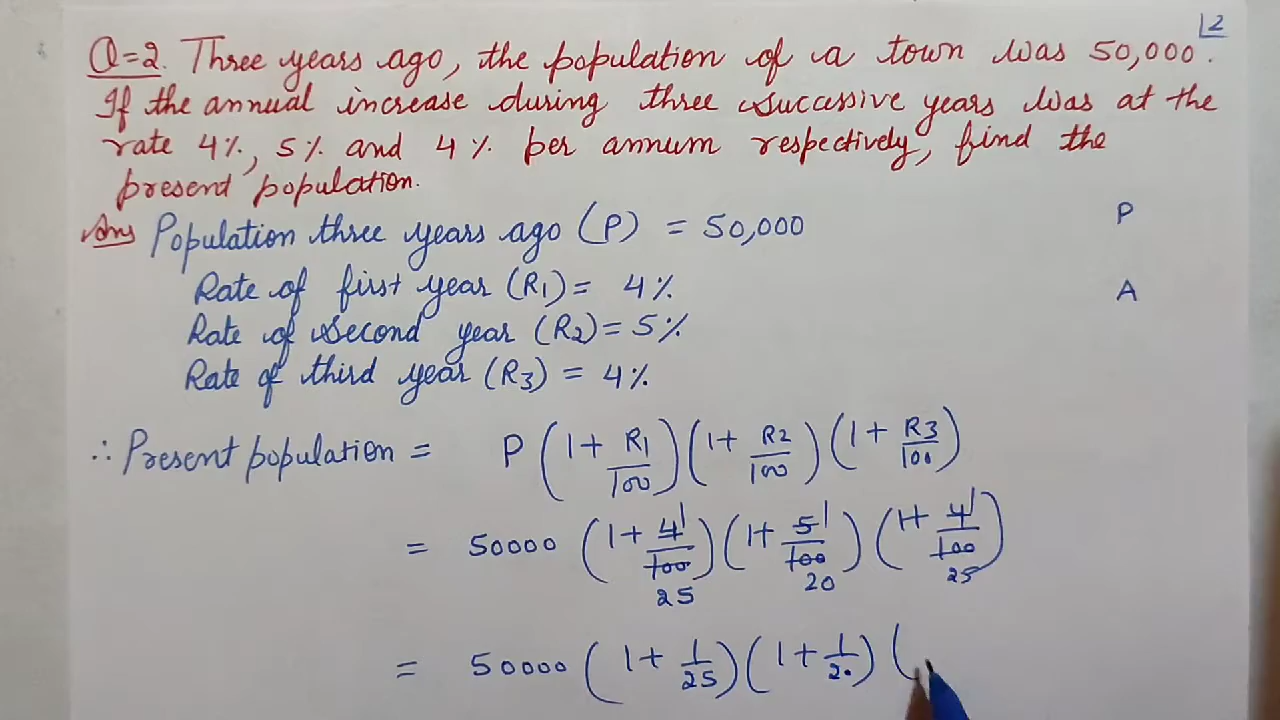 2
Q=2. Three years ago, the population of a town was 50,000.
If the annual increase during three successive years was at the
rate 4%, 5% and 4% per annum respectively, find the
present population.
Ans Population three years ago (P) = 50,000
P
Rate of first year (R1) = 4%
A
Rate of second year (R2) = 5%
Rate of third year (R3) = 4%
∴ Present population = P (1 + R1/100) (1 + R2/100) (1 + R3/100)
= 50000 (1 + 4/100) (1 + 5/100) (1 + 4/100)
1 1 1
25 20 25
= 50000 (1 + 1/25) (1 + 1/20) (